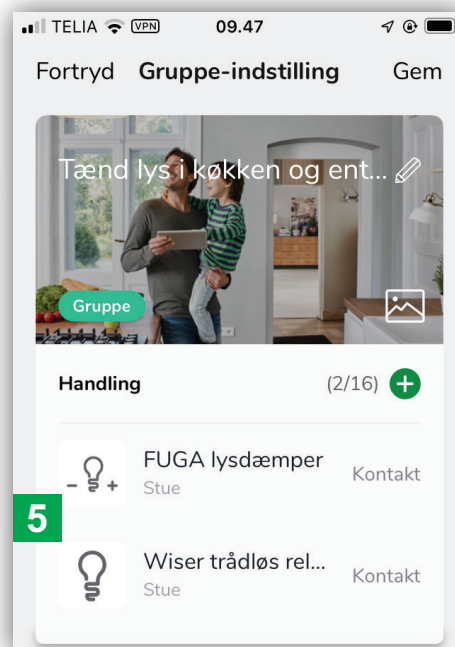 TELIA VPN 09.47
Fortryd Gruppe-indstilling Gem
Tænd lys i køkken og ent...
Gruppe
Handling (2/16)
FUGA lysdæmper
Stue
Kontakt
5
Wiser trådløs rel...
Stue
Kontakt